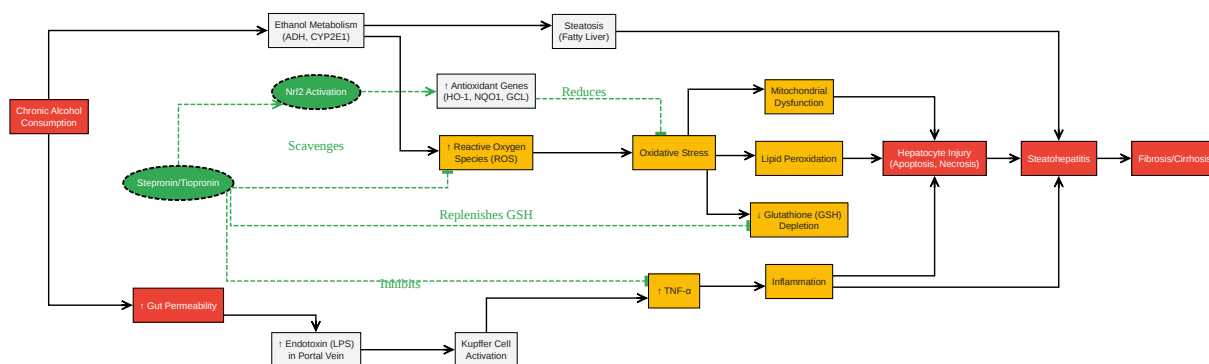 Ethanol Metabolism
(ADH, CYP2E1)
Steatosis
(Fatty Liver)
Nrf2 Activation
↑ Antioxidant Genes
(HO-1, NQO1, GCL)
Reduces
Mitochondrial
Dysfunction
Chronic Alcohol
Consumption
Scavenges
↑ Reactive Oxygen
Species (ROS)
Oxidative Stress
Lipid Peroxidation
Hepatocyte Injury
(Apoptosis, Necrosis)
Steatohepatitis
Fibrosis/Cirrhosis
Stepronin/Tiopronin
Replenishes GSH
↓ Glutathione (GSH)
Depletion
Inhibits
↑ TNF-α
Inflammation
↑ Gut Permeability
↑ Endotoxin (LPS)
in Portal Vein
Kupffer Cell
Activation